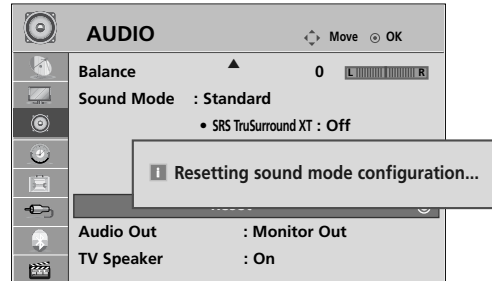 AUDIO
Move OK
Balance 0 L R
Sound Mode : Standard
• SRS TruSurround XT : Off
i Resetting sound mode configuration...
Audio Out : Monitor Out
TV Speaker : On